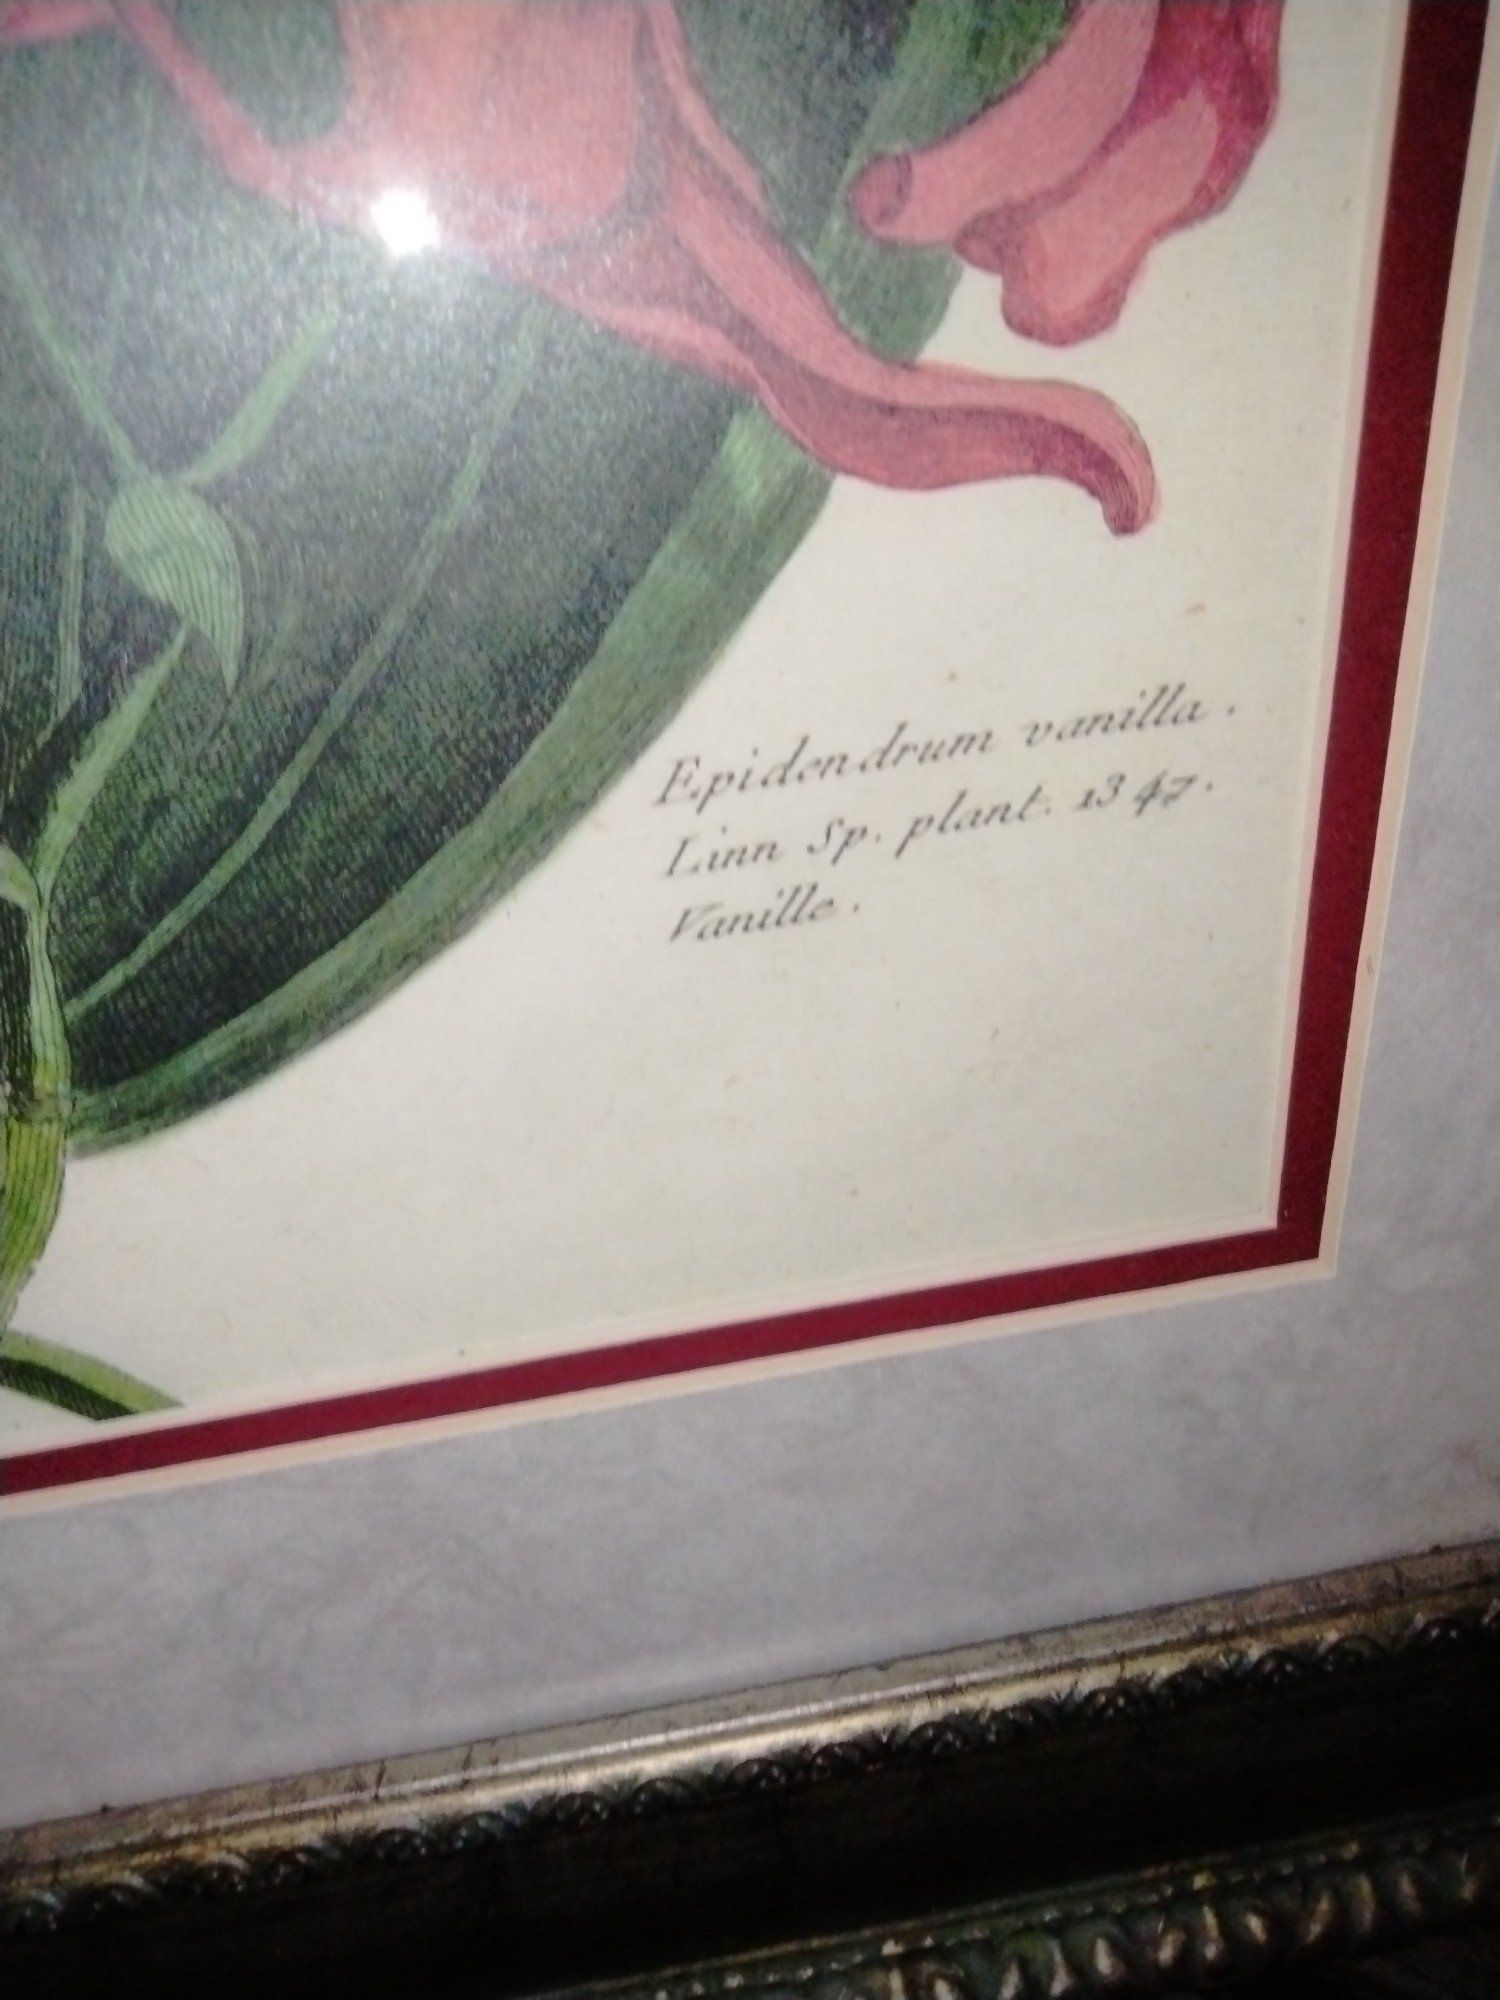 Epidendrum vanilla.
Linn Sp. plant. 1347.
Vanille.